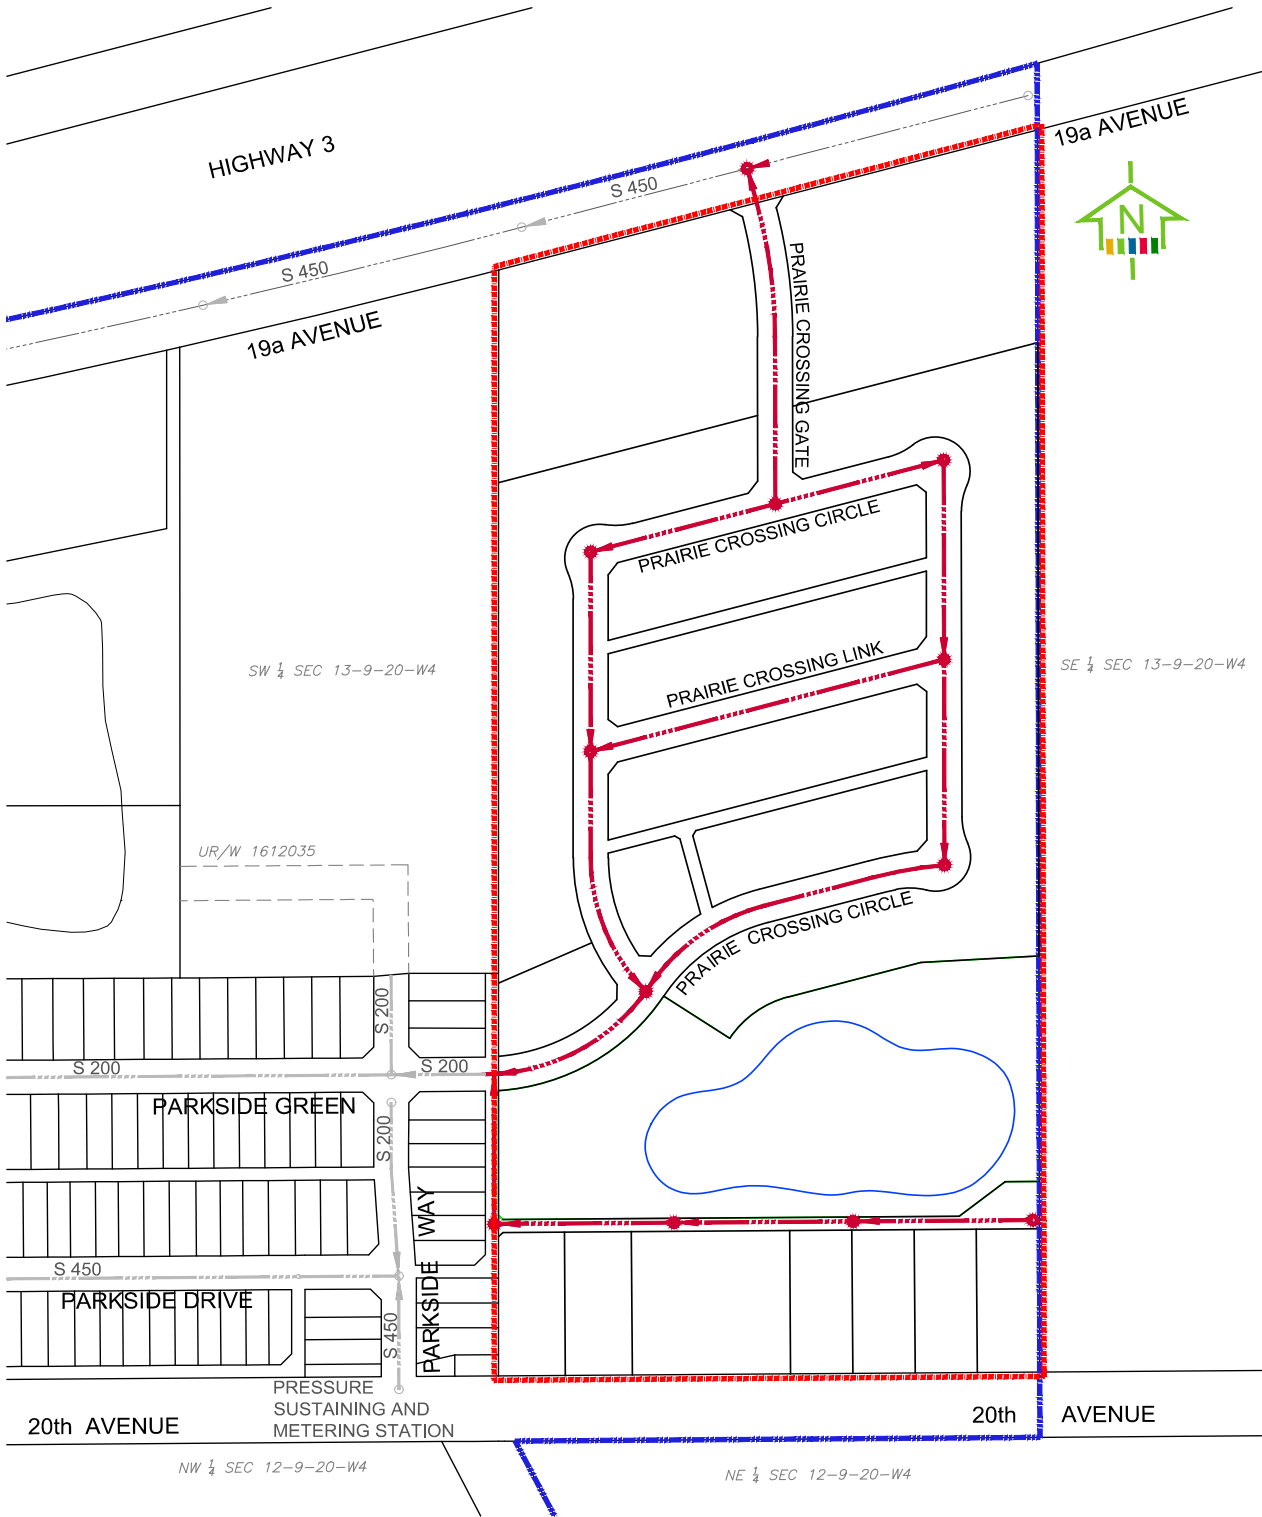 HIGHWAY 3
19a AVENUE
N
S 450
S 450
19a AVENUE
PRAIRIE CROSSING GATE
PRAIRIE CROSSING CIRCLE
PRAIRIE CROSSING LINK
SW 1/4 SEC 13-9-20-W4
SE 1/4 SEC 13-9-20-W4
UR/W 1612035
PRAIRIE CROSSING CIRCLE
S 200
S 200
S 200
PARKSIDE GREEN
S 200
PARKSIDE WAY
S 450
PARKSIDE DRIVE
S 450
PRESSURE
SUSTAINING AND
METERING STATION
20th AVENUE
20th AVENUE
NW 1/4 SEC 12-9-20-W4
NE 1/4 SEC 12-9-20-W4